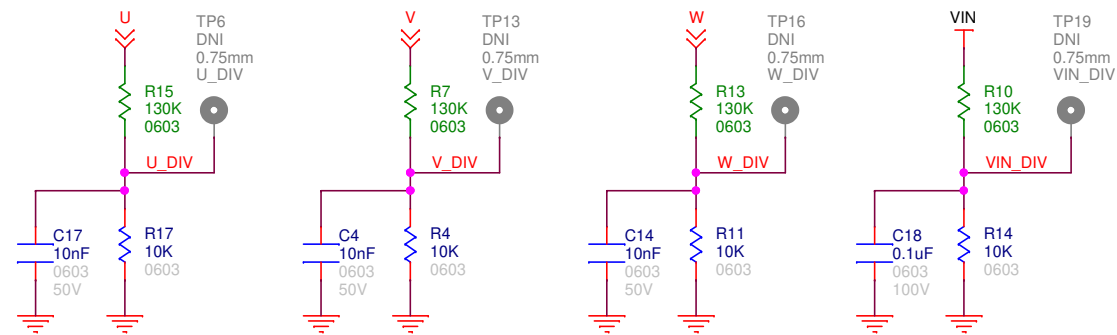 U
TP6
DNI
0.75mm
U_DIV
R15
130K
0603
U_DIV
C17
10nF
0603
50V
R17
10K
0603
V
TP13
DNI
0.75mm
V_DIV
R7
130K
0603
V_DIV
C4
10nF
0603
50V
R4
10K
0603
W
TP16
DNI
0.75mm
W_DIV
R13
130K
0603
W_DIV
C14
10nF
0603
50V
R11
10K
0603
VIN
TP19
DNI
0.75mm
VIN_DIV
R10
130K
0603
VIN_DIV
C18
0.1uF
0603
100V
R14
10K
0603